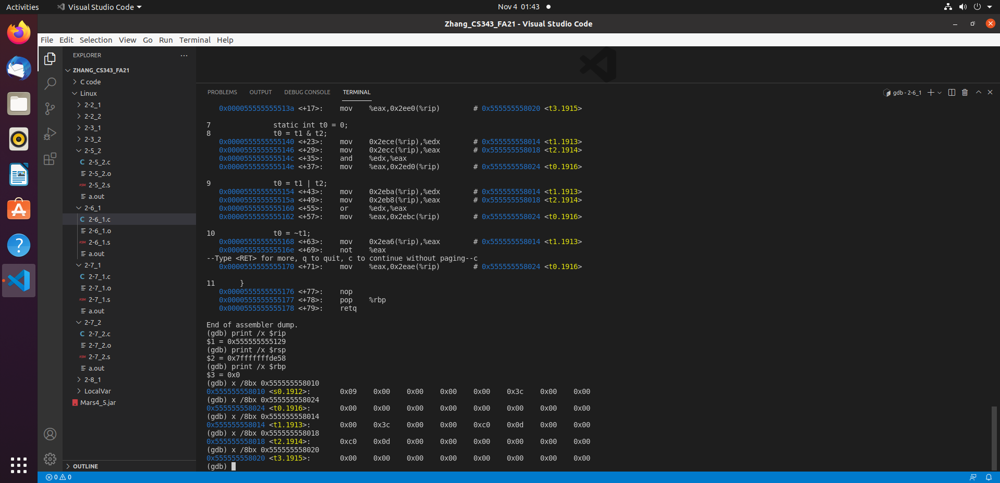 Activities
Visual Studio Code
Nov 4 01:43
Zhang_CS343_FA21 - Visual Studio Code
File Edit Selection View Go Run Terminal Help
EXPLORER
ZHANG_CS343_FA21
C code
Linux
2-2_1
2-2_2
2-3_1
2-3_2
2-5_2
C 2-5_2.c
2-5_2.o
ASM 2-5_2.s
a.out
2-6_1
C 2-6_1.c
2-6_1.o
ASM 2-6_1.s
a.out
2-7_1
C 2-7_1.c
2-7_1.o
ASM 2-7_1.s
a.out
2-7_2
C 2-7_2.c
2-7_2.o
ASM 2-7_2.s
a.out
2-8_1
LocalVar
Mars4_5.jar
OUTLINE
PROBLEMS OUTPUT DEBUG CONSOLE TERMINAL
gdb - 2-6_1
0x000055555555513a <+17>: mov %eax,0x2ee0(%rip) # 0x555555558020 <t3.1915>
7 static int t0 = 0;
8 t0 = t1 & t2;
0x0000555555555140 <+23>: mov 0x2ece(%rip),%edx # 0x555555558014 <t1.1913>
0x0000555555555146 <+29>: mov 0x2ecc(%rip),%eax # 0x555555558018 <t2.1914>
0x000055555555514c <+35>: and %edx,%eax
0x000055555555514e <+37>: mov %eax,0x2ed0(%rip) # 0x555555558024 <t0.1916>
9 t0 = t1 | t2;
0x0000555555555154 <+43>: mov 0x2eba(%rip),%edx # 0x555555558014 <t1.1913>
0x000055555555515a <+49>: mov 0x2eb8(%rip),%eax # 0x555555558018 <t2.1914>
0x0000555555555160 <+55>: or %edx,%eax
0x0000555555555162 <+57>: mov %eax,0x2ebc(%rip) # 0x555555558024 <t0.1916>
10 t0 = ~t1;
0x0000555555555168 <+63>: mov 0x2ea6(%rip),%eax # 0x555555558014 <t1.1913>
0x000055555555516e <+69>: not %eax
--Type <RET> for more, q to quit, c to continue without paging--c
0x0000555555555170 <+71>: mov %eax,0x2eae(%rip) # 0x555555558024 <t0.1916>
11 }
0x0000555555555176 <+77>: nop
0x0000555555555177 <+78>: pop %rbp
0x0000555555555178 <+79>: retq
End of assembler dump.
(gdb) print /x $rip
$1 = 0x555555555129
(gdb) print /x $rsp
$2 = 0x7fffffffde58
(gdb) print /x $rbp
$3 = 0x0
(gdb) x /8bx 0x555555558010
0x555555558010 <s0.1912>: 0x09 0x00 0x00 0x00 0x00 0x3c 0x00 0x00
(gdb) x /8bx 0x555555558024
0x555555558024 <t0.1916>: 0x00 0x00 0x00 0x00 0x00 0x00 0x00 0x00
(gdb) x /8bx 0x555555558014
0x555555558014 <t1.1913>: 0x00 0x3c 0x00 0x00 0xc0 0x0d 0x00 0x00
(gdb) x /8bx 0x555555558018
0x555555558018 <t2.1914>: 0xc0 0x0d 0x00 0x00 0x00 0x00 0x00 0x00
(gdb) x /8bx 0x555555558020
0x555555558020 <t3.1915>: 0x00 0x00 0x00 0x00 0x00 0x00 0x00 0x00
(gdb)
0 0